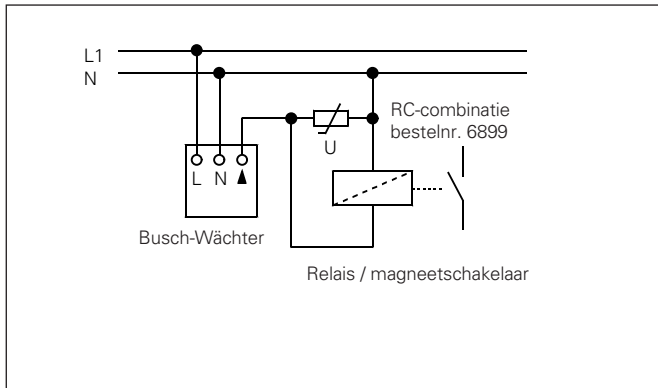 L1
N
RC-combinatie
bestelnr. 6899
U
L N
Busch-Wächter
Relais / magneetschakelaar